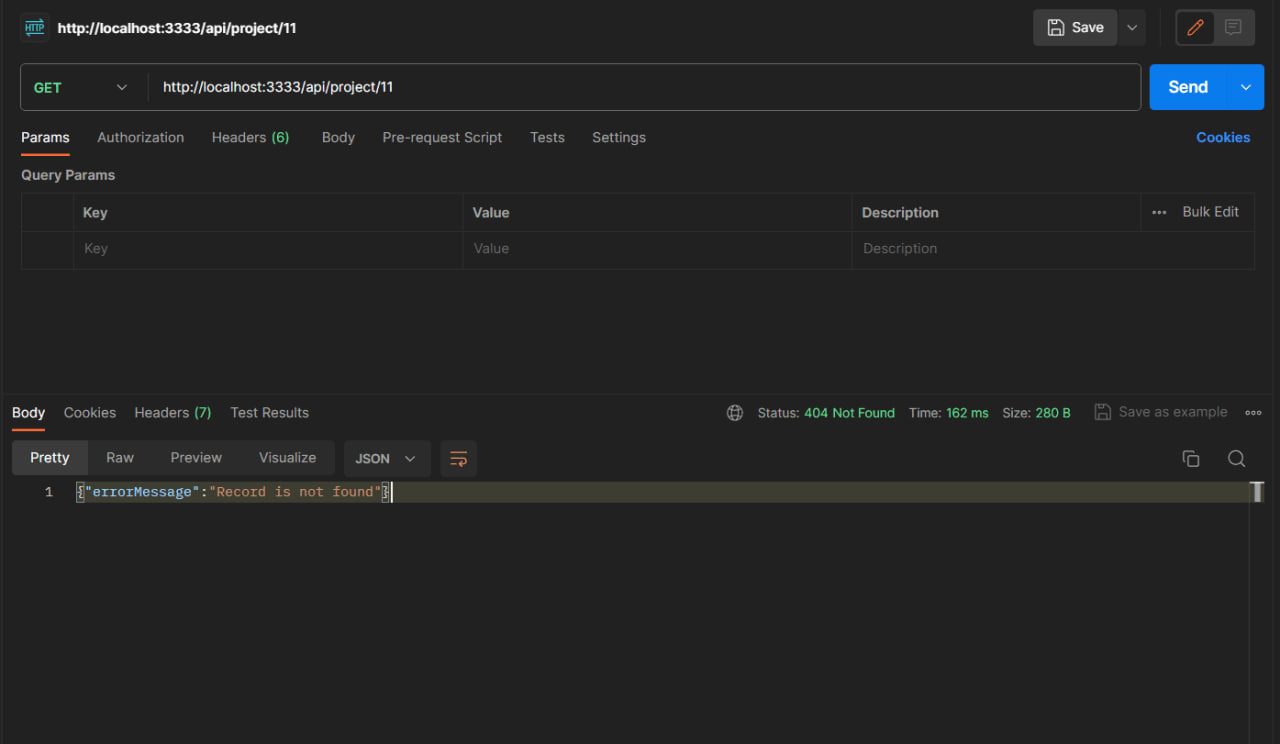 HTTP http://localhost:3333/api/project/11 Save
GET http://localhost:3333/api/project/11 Send
Params Authorization Headers (6) Body Pre-request Script Tests Settings Cookies
Query Params
Key Value Description ••• Bulk Edit
Key Value Description
Body Cookies Headers (7) Test Results Status: 404 Not Found Time: 162 ms Size: 280 B Save as example
Pretty Raw Preview Visualize JSON
1 {"errorMessage":"Record is not found"}